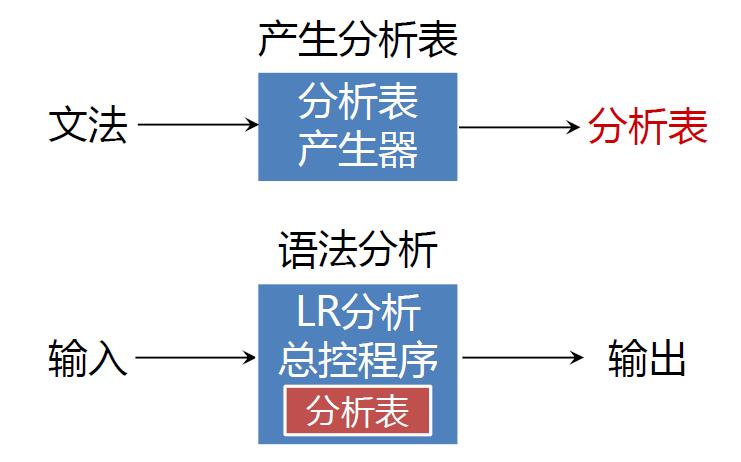 产生分析表
文法
分析表
产生器
分析表
语法分析
输入
LR分析
总控程序
分析表
输出